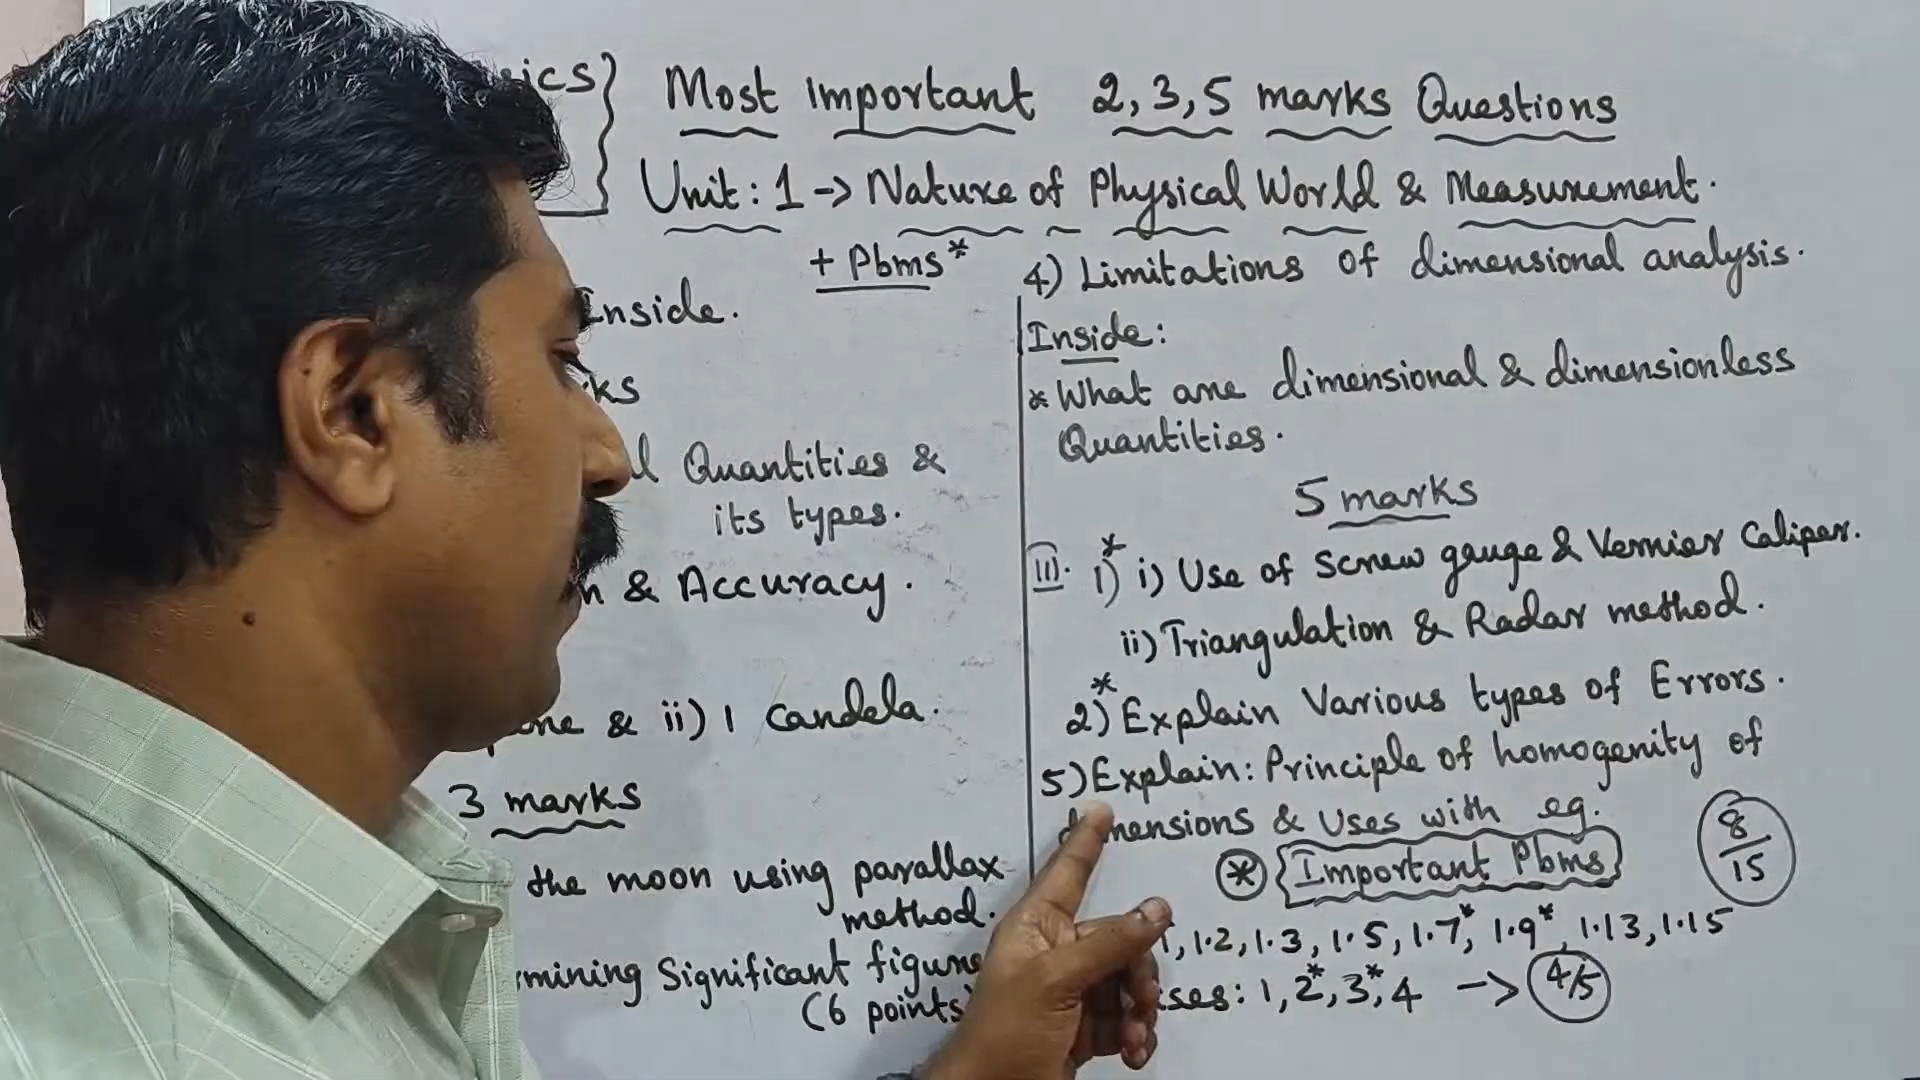 Most Important 2, 3, 5 marks Questions
Unit: 1 -> Nature of Physical World & Measurement.
+ Pbms*
Inside.
Quantities &
its types.
& Accuracy.
& ii) 1 Candela.
3 marks
the moon using parallax
method.
Significant figure
(6 points)
4) Limitations of dimensional analysis.
Inside:
* What are dimensional & dimensionless
Quantities.
5 marks
III. 1)* i) Use of Screw gauge & Vernier Caliper.
ii) Triangulation & Radar method.
2)* Explain Various types of Errors.
5) Explain: Principle of homogenity of
dimensions & Uses with eg.
* Important Pbms
8/15
, 1.2, 1.3, 1.5, 1.7*, 1.9*, 1.13, 1.15
: 1, 2*, 3*, 4 -> 4/5